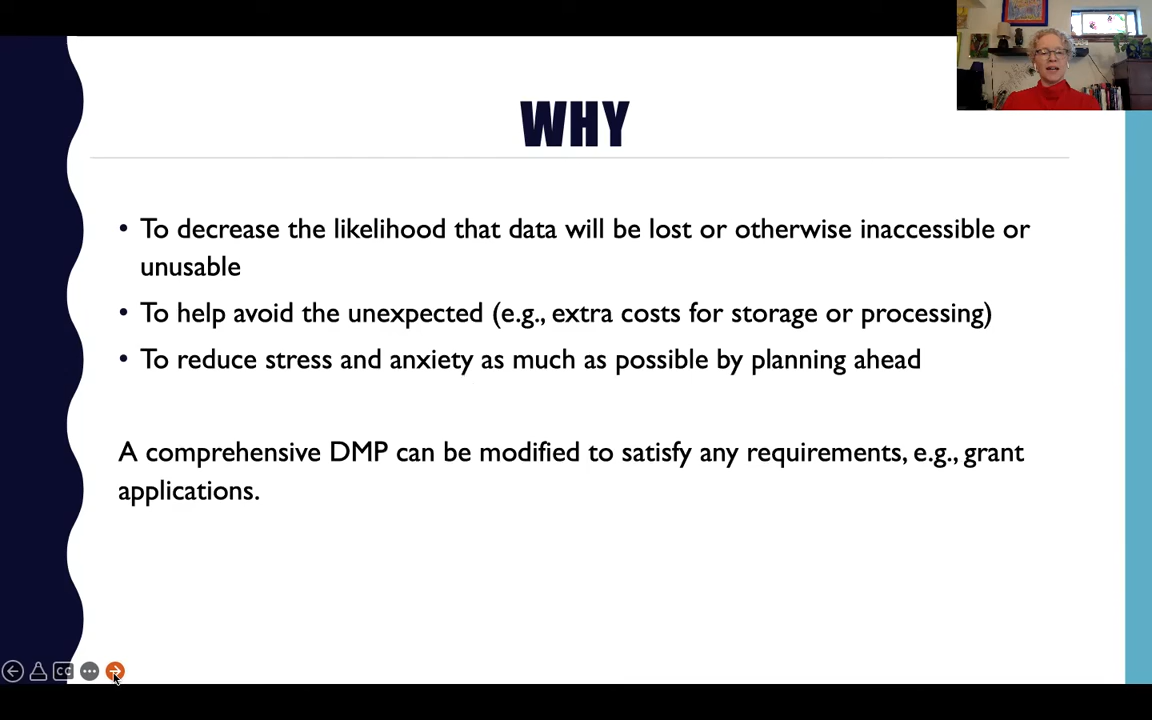 WHY
• To decrease the likelihood that data will be lost or otherwise inaccessible or
unusable
• To help avoid the unexpected (e.g., extra costs for storage or processing)
• To reduce stress and anxiety as much as possible by planning ahead
A comprehensive DMP can be modified to satisfy any requirements, e.g., grant
applications.
CC